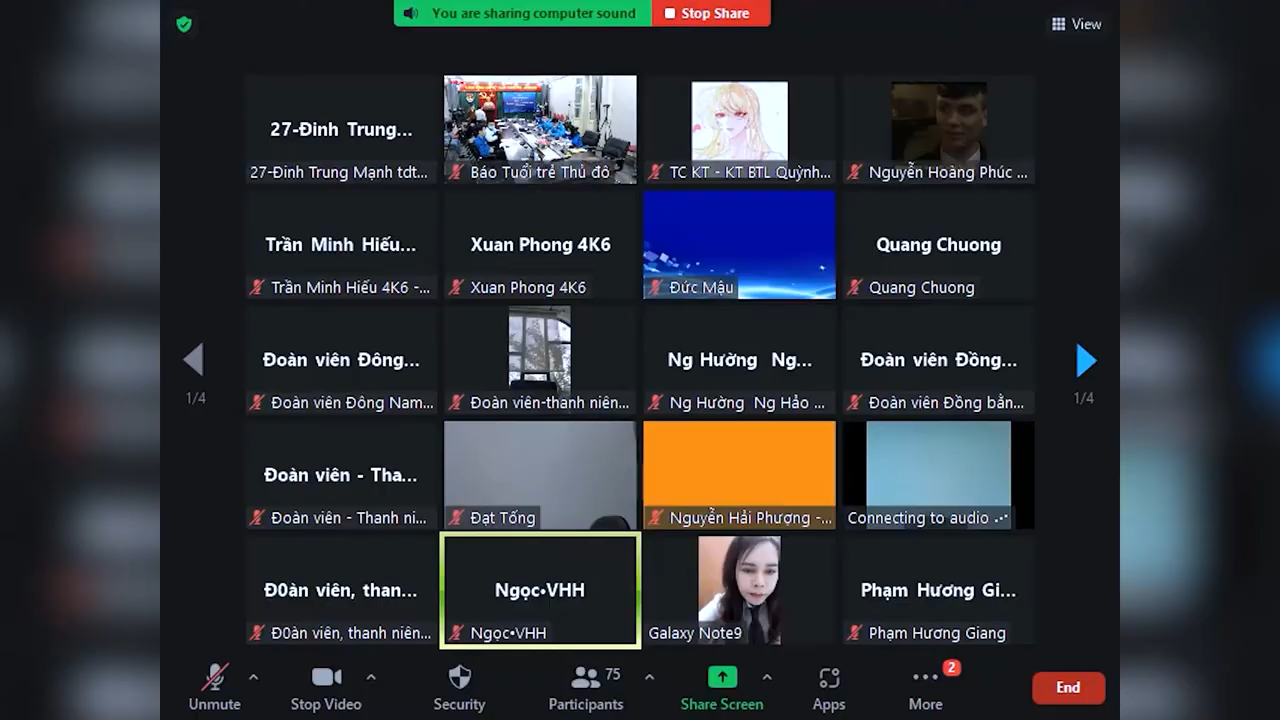 You are sharing computer sound
Stop Share
View
27-Đinh Trung...
27-Đinh Trung Mạnh tdt...
Báo Tuổi trẻ Thủ đô
TC KT - KT BTL Quỳnh...
Nguyễn Hoàng Phúc ...
Trần Minh Hiếu...
Trần Minh Hiếu 4K6 -...
Xuan Phong 4K6
Xuan Phong 4K6
Đức Mậu
Quang Chuong
Quang Chuong
Đoàn viên Đông...
Đoàn viên Đông Nam...
Đoàn viên-thanh niên...
Ng Hường Ng...
Ng Hường Ng Hảo ...
Đoàn viên Đồng...
Đoàn viên Đồng bằn...
1/4
1/4
Đoàn viên - Tha...
Đoàn viên - Thanh ni...
Đạt Tống
Nguyễn Hải Phượng -...
Connecting to audio
Đ0àn viên, than...
Đ0àn viên, thanh niên...
Ngọc•VHH
Ngọc•VHH
Galaxy Note9
Phạm Hương Gi...
Phạm Hương Giang
Unmute
Stop Video
Security
75
Participants
Share Screen
Apps
2
More
End